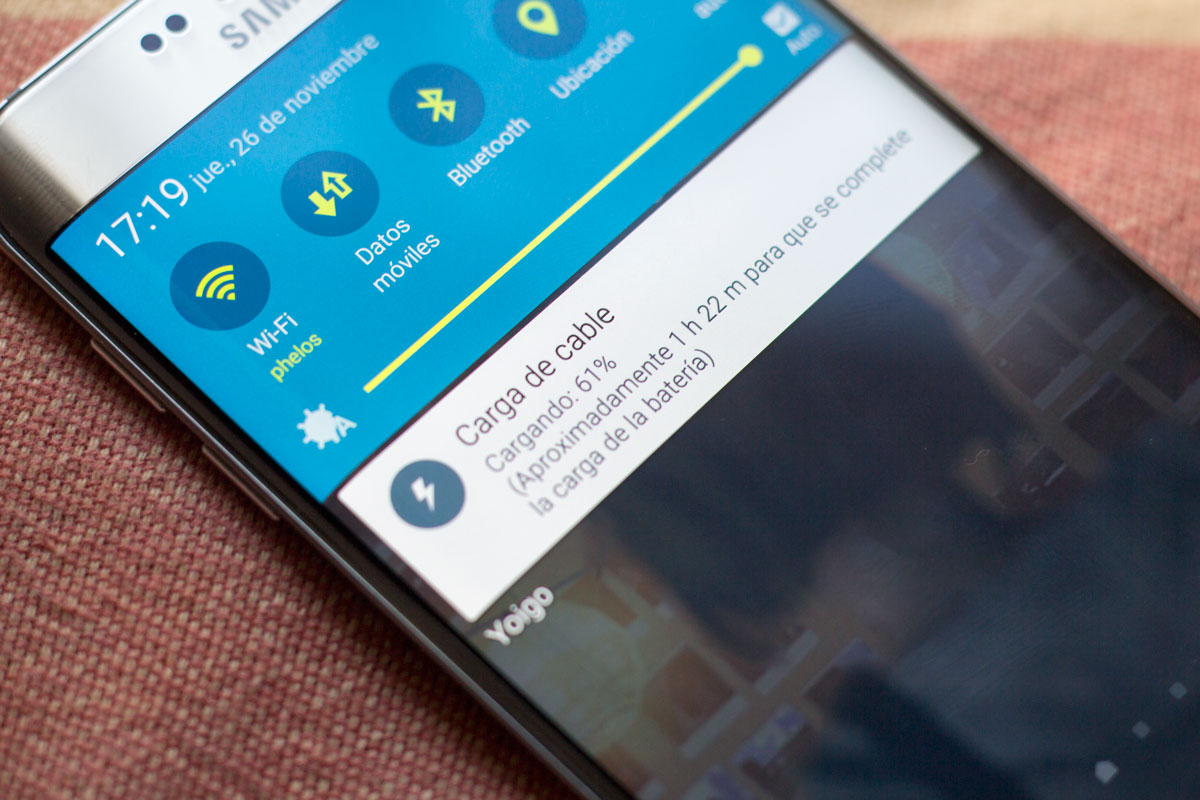 SAMS
17:19 jue., 26 de noviembre
Wi-Fi
phelos
Datos
móviles
Bluetooth
Ubicación
A
Auto
Carga de cable
Cargando: 61%
(Aproximadamente 1 h 22 m para que se complete
la carga de la batería)
Yoigo